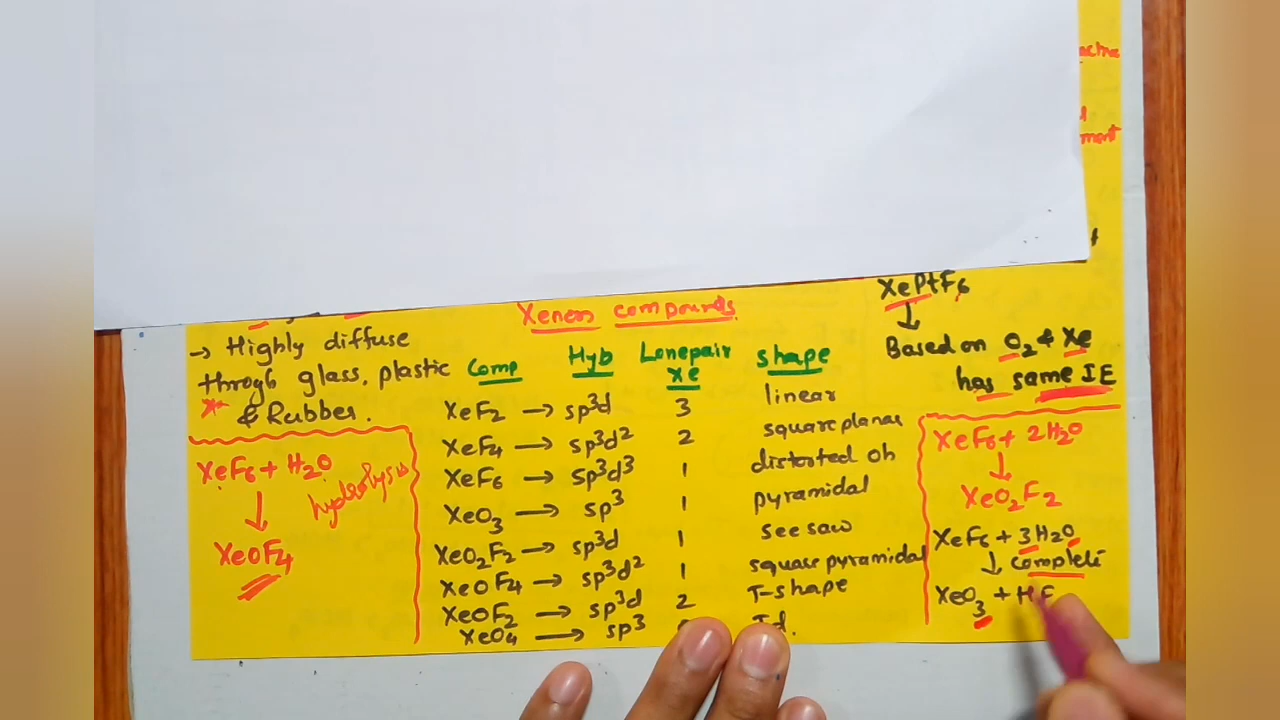 XePtF6
↓
Based on O2 & Xe
has same IE
→ Highly diffuse
throgh glass, plastic
& Rubber.
Xenon compounds
Comp Hyb Lonepair Xe shape
XeF2 → sp³d 3 linear
XeF4 → sp³d² 2 square planar
XeF6 → sp³d³ 1 distorted oh
XeO3 → sp³ 1 pyramidal
XeO2F2 → sp³d 1 see saw
XeOF4 → sp³d² 1 square pyramidal
XeOF2 → sp³d 2 T-shape
XeO4 → sp³ Td.
XeF6 + H2O
hydrolysis
↓
XeOF4
XeF6 + 2H2O
↓
XeO2F2
XeF6 + 3H2O
↓ complete
XeO3 + HF